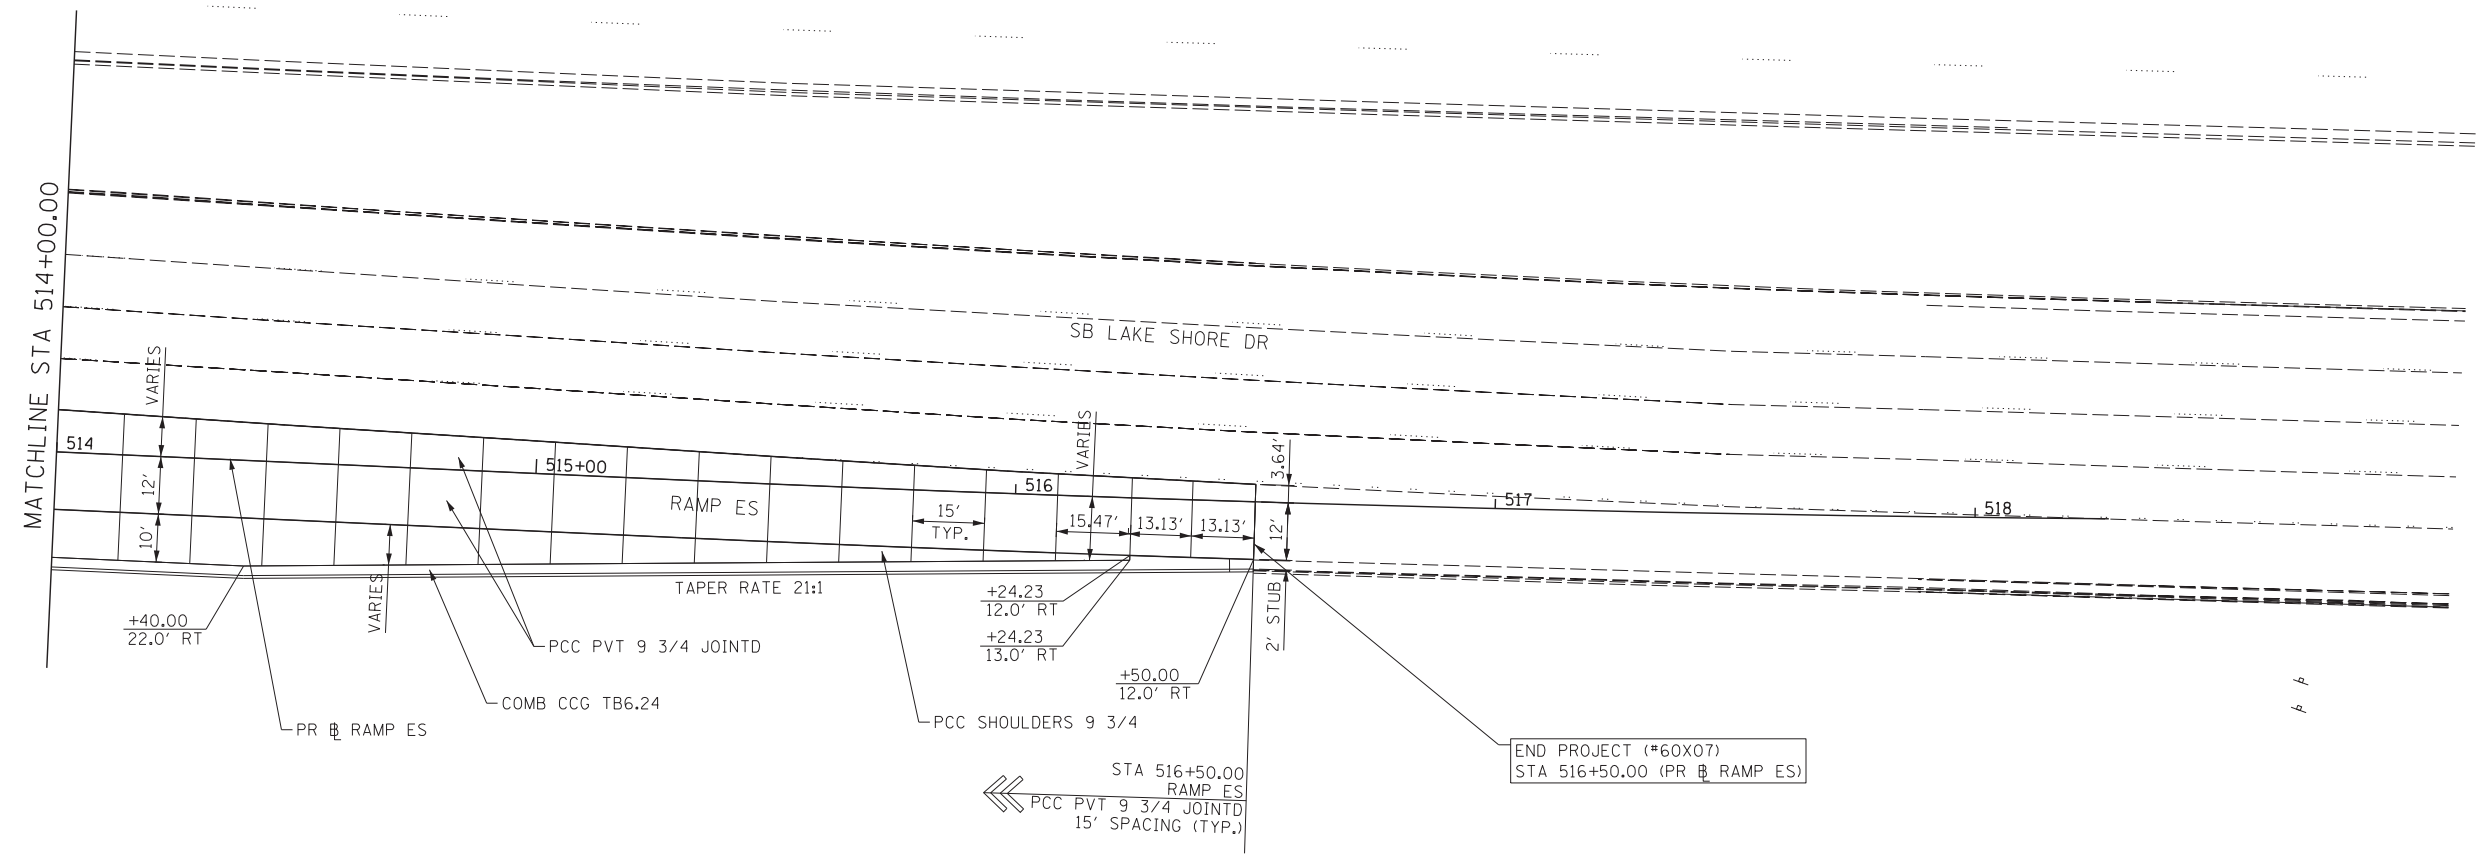 MATCHLINE STA 514+00.00
SB LAKE SHORE DR
VARIES
VARIES
3.64'
514
515+00
516
517
518
12'
RAMP ES
15'
TYP.
15.47'
13.13'
13.13'
12'
10'
VARIES
TAPER RATE 21:1
2' STUB
+40.00
22.0' RT
+24.23
12.0' RT
+24.23
13.0' RT
+50.00
12.0' RT
PCC PVT 9 3/4 JOINTD
COMB CCG TB6.24
PR ℄ RAMP ES
PCC SHOULDERS 9 3/4
END PROJECT (#60X07)
STA 516+50.00 (PR ℄ RAMP ES)
STA 516+50.00
RAMP ES
PCC PVT 9 3/4 JOINTD
15' SPACING (TYP.)